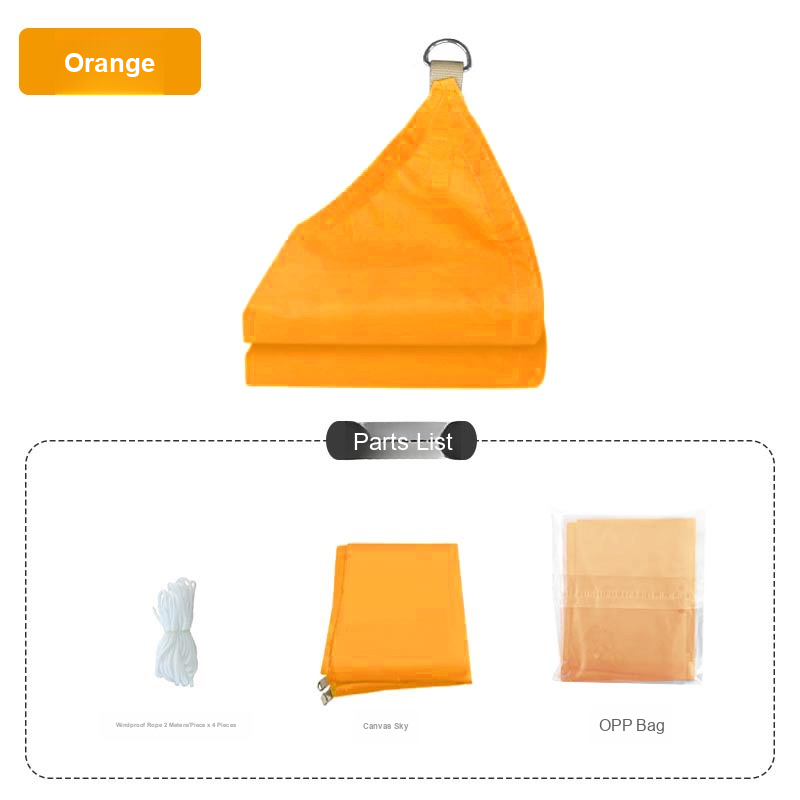 Orange
Parts List
Windproof Rope 2 Meters/Piece x 4 Pieces
Canvas Sky
OPP Bag